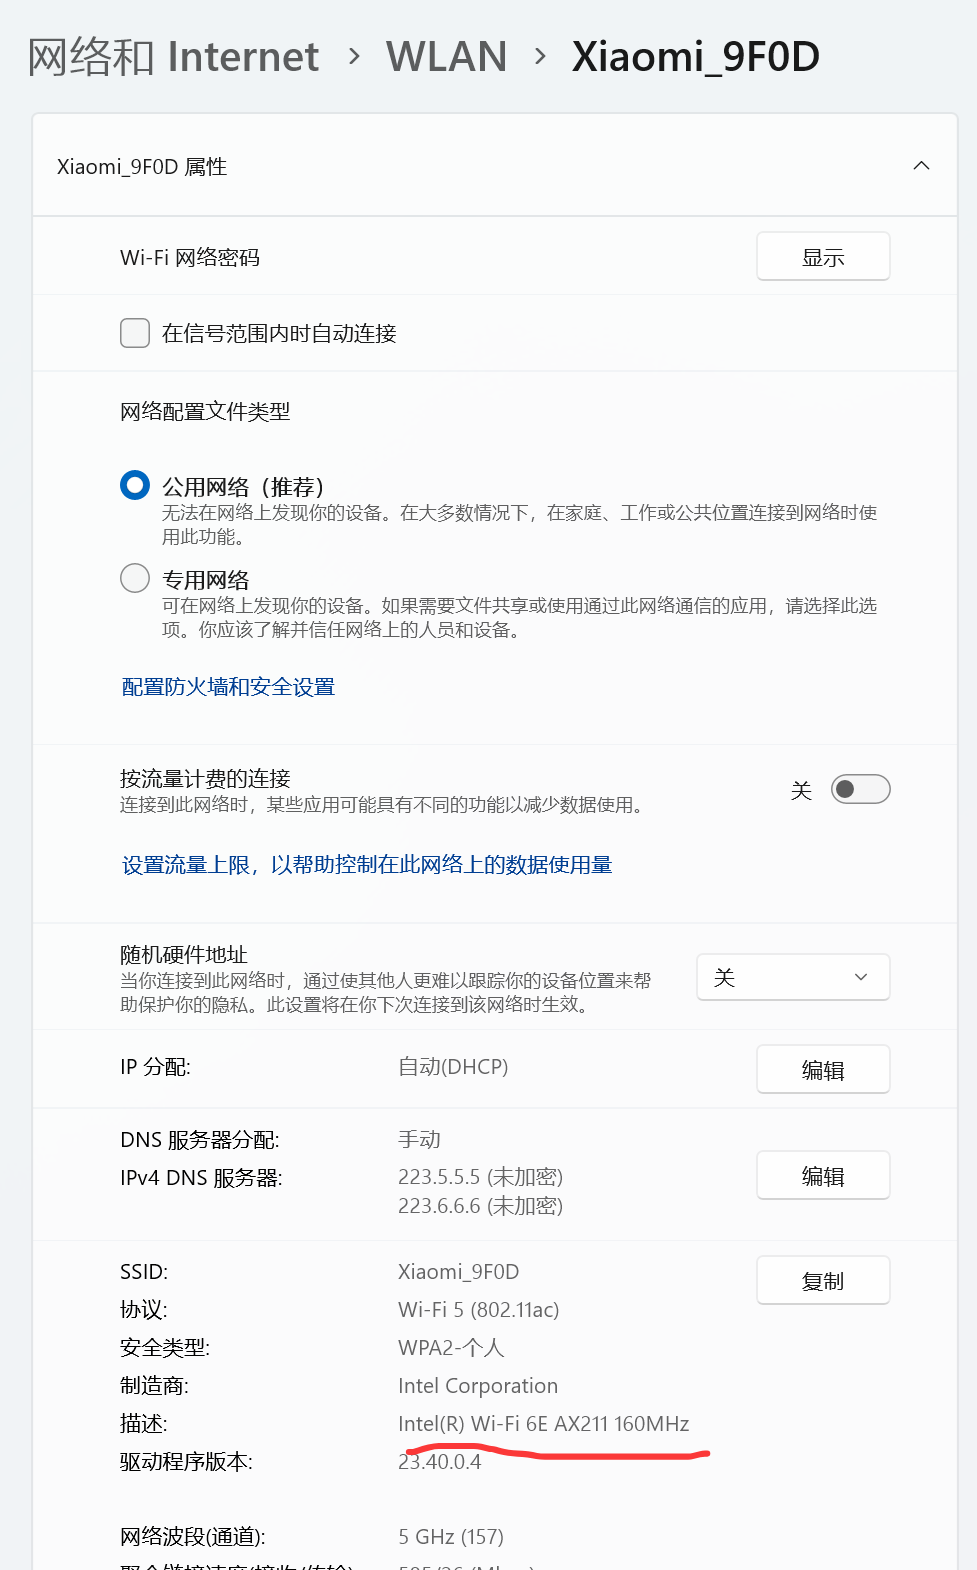 网络和 Internet › WLAN › Xiaomi_9F0D
Xiaomi_9F0D 属性
Wi-Fi 网络密码
显示
在信号范围内时自动连接
网络配置文件类型
公用网络（推荐）
无法在网络上发现你的设备。在大多数情况下，在家庭、工作或公共位置连接到网络时使
用此功能。
专用网络
可在网络上发现你的设备。如果需要文件共享或使用通过此网络通信的应用，请选择此选
项。你应该了解并信任网络上的人员和设备。
配置防火墙和安全设置
按流量计费的连接
连接到此网络时，某些应用可能具有不同的功能以减少数据使用。
关
设置流量上限，以帮助控制在此网络上的数据使用量
随机硬件地址
当你连接到此网络时，通过使其他人更难以跟踪你的设备位置来帮
助保护你的隐私。此设置将在你下次连接到该网络时生效。
关
IP 分配: 自动(DHCP)
编辑
DNS 服务器分配: 手动
IPv4 DNS 服务器: 223.5.5.5 (未加密)
223.6.6.6 (未加密)
编辑
SSID: Xiaomi_9F0D
复制
协议: Wi-Fi 5 (802.11ac)
安全类型: WPA2-个人
制造商: Intel Corporation
描述: Intel(R) Wi-Fi 6E AX211 160MHz
驱动程序版本: 23.40.0.4
网络波段(通道): 5 GHz (157)